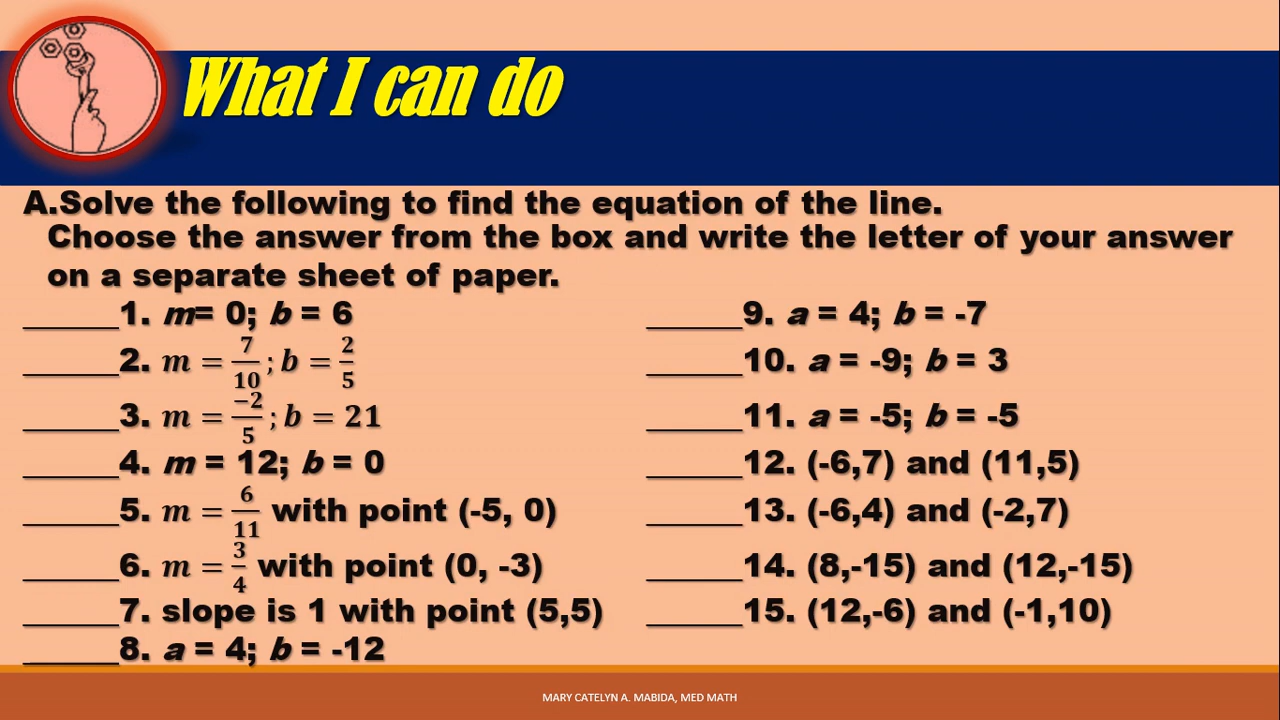 What I can do
A.Solve the following to find the equation of the line.
Choose the answer from the box and write the letter of your answer
on a separate sheet of paper.
______1. m= 0; b = 6
______2. m = 7/10 ; b = 2/5
______3. m = -2/5 ; b = 21
______4. m = 12; b = 0
______5. m = 6/11 with point (-5, 0)
______6. m = 3/4 with point (0, -3)
______7. slope is 1 with point (5,5)
______8. a = 4; b = -12
______9. a = 4; b = -7
______10. a = -9; b = 3
______11. a = -5; b = -5
______12. (-6,7) and (11,5)
______13. (-6,4) and (-2,7)
______14. (8,-15) and (12,-15)
______15. (12,-6) and (-1,10)
MARY CATELYN A. MABIDA, MED MATH